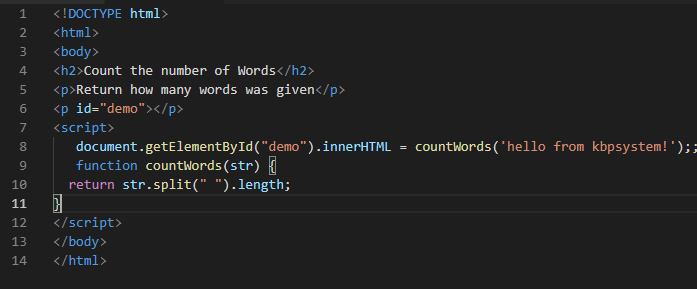 1 <!DOCTYPE html>
2 <html>
3 <body>
4 <h2>Count the number of Words</h2>
5 <p>Return how many words was given</p>
6 <p id="demo"></p>
7 <script>
8 document.getElementById("demo").innerHTML = countWords('hello from kbpsystem!');;
9 function countWords(str) {
10 return str.split(" ").length;
11 }
12 </script>
13 </body>
14 </html>